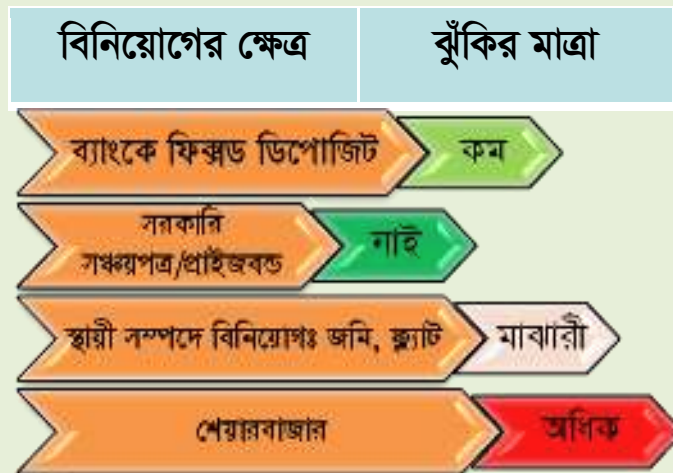 বিনিয়োগের ক্ষেত্র ঝুঁকির মাত্রা
ব্যাংকে ফিক্সড ডিপোজিট কম
সরকারি
সঞ্চয়পত্র/প্রাইজবন্ড নাই
স্থায়ী সম্পদে বিনিয়োগঃ জমি, ফ্ল্যাট মাঝারী
শেয়ারবাজার অধিক